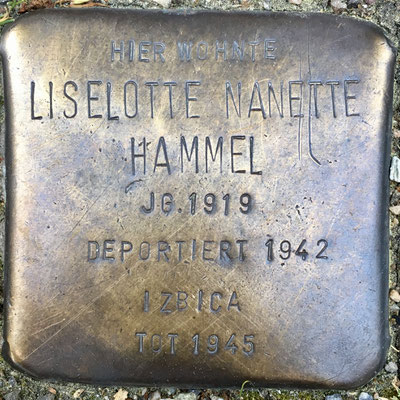 HIER WOHNTE
LISELOTTE NANETTE
HAMMEL
JG. 1919
DEPORTIERT 1942
IZBICA
TOT 1945